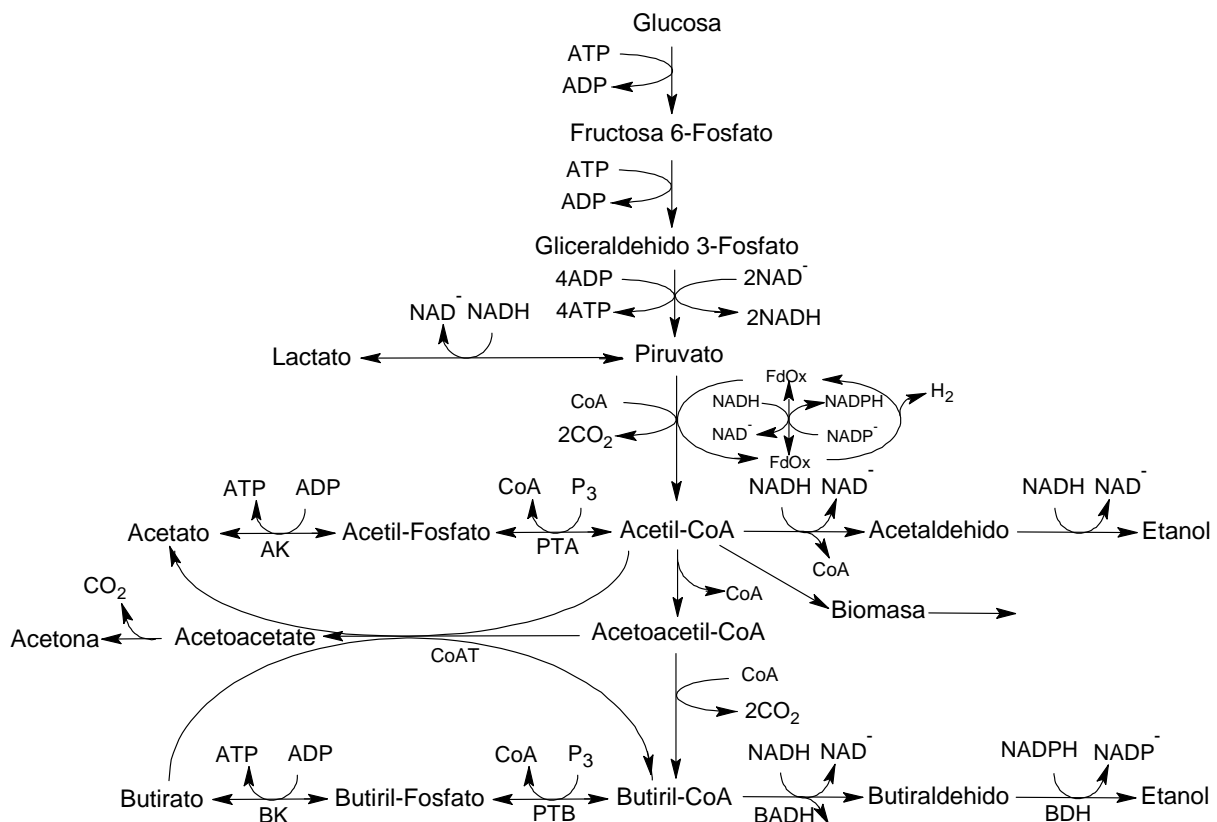 Glucosa
ATP
ADP
Fructosa 6-Fosfato
ATP
ADP
Gliceraldehido 3-Fosfato
4ADP 2NAD-
4ATP 2NADH
NAD- NADH
Lactato Piruvato
FdOx H2
CoA NADH NADPH
2CO2 NAD- NADP-
FdOx
ATP ADP CoA P3 NADH NAD- NADH NAD-
Acetato Acetil-Fosfato Acetil-CoA Acetaldehido Etanol
AK PTA CoA
CO2 CoA Biomasa
Acetona Acetoacetate Acetoacetil-CoA
CoAT
CoA
2CO2
ATP ADP CoA P3 NADH NAD- NADPH NADP-
Butirato Butiril-Fosfato Butiril-CoA Butiraldehido Etanol
BK PTB BADH BDH